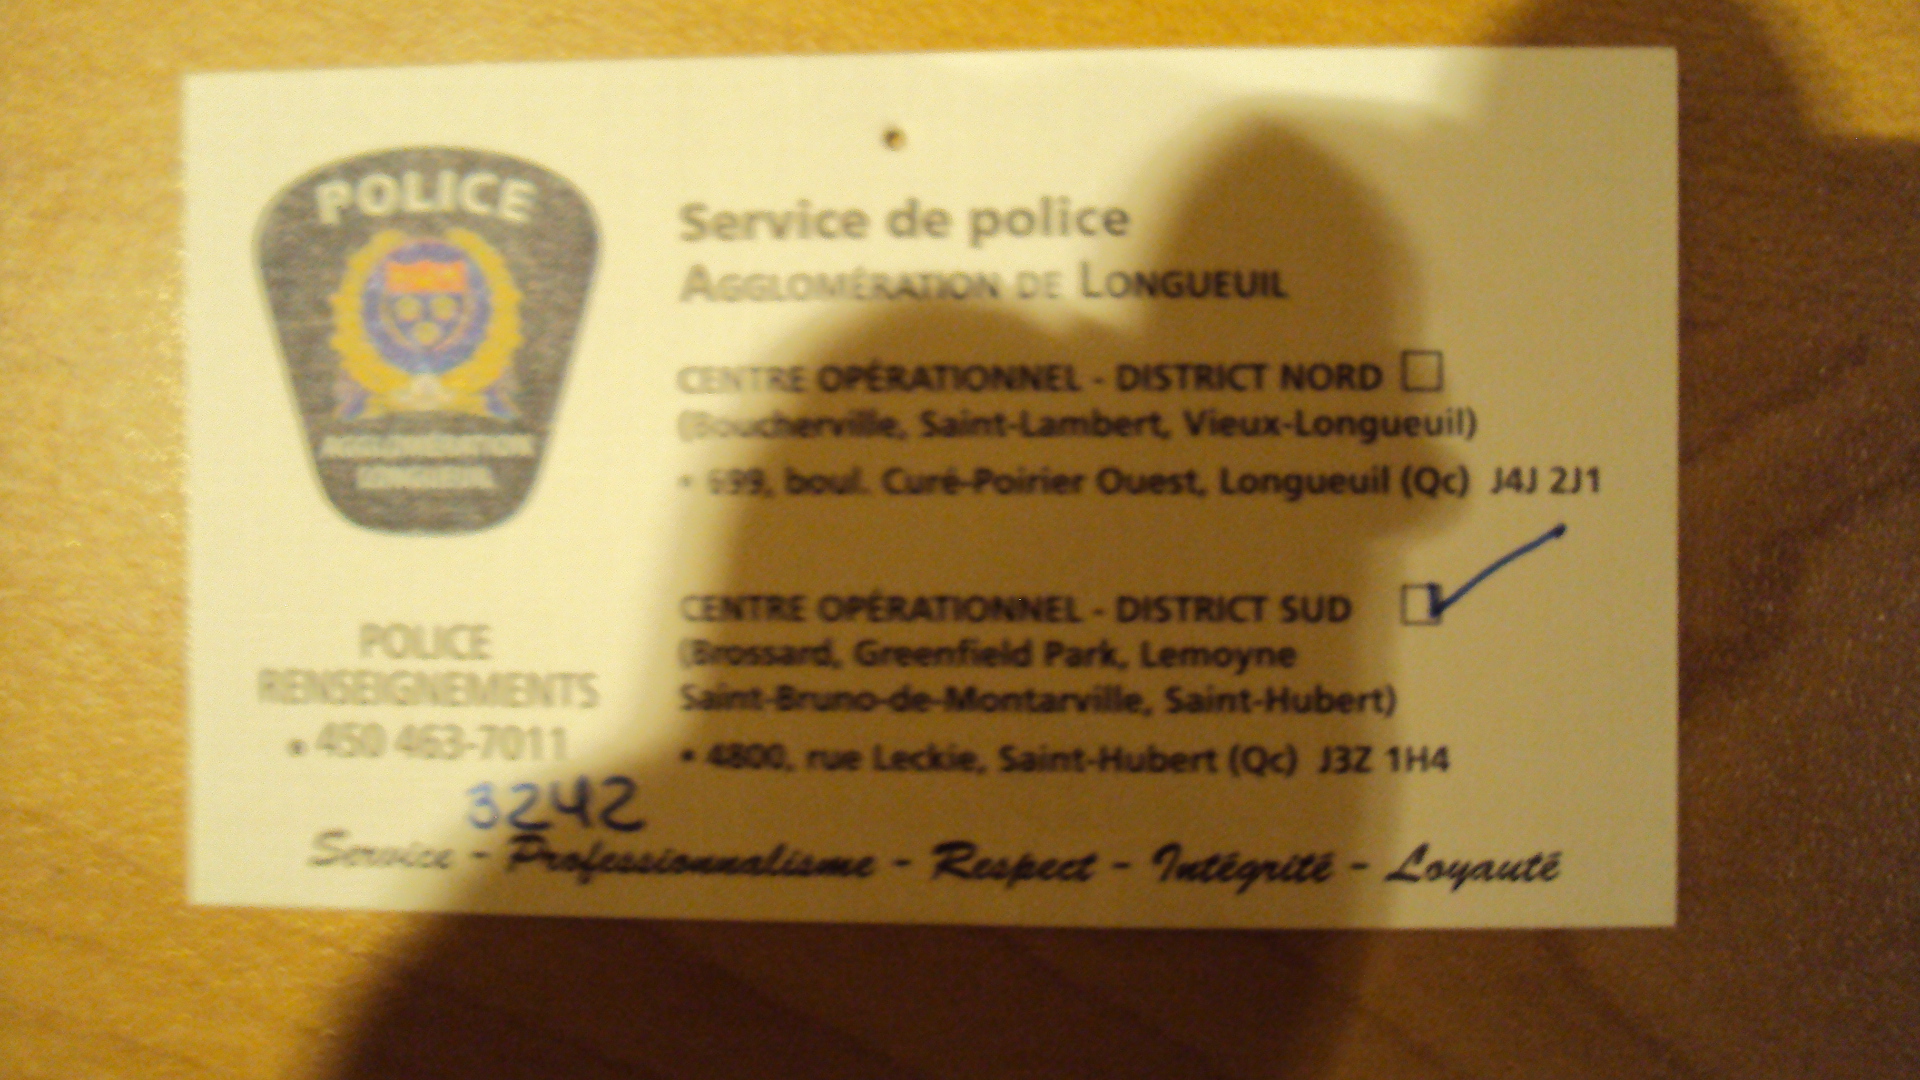 POLICE
AGGLOMÉRATION
LONGUEUIL
Service de police
AGGLOMÉRATION DE LONGUEUIL
CENTRE OPÉRATIONNEL - DISTRICT NORD
(Boucherville, Saint-Lambert, Vieux-Longueuil)
• 699, boul. Curé-Poirier Ouest, Longueuil (Qc) J4J 2J1
CENTRE OPÉRATIONNEL - DISTRICT SUD
(Brossard, Greenfield Park, Lemoyne
Saint-Bruno-de-Montarville, Saint-Hubert)
• 4800, rue Leckie, Saint-Hubert (Qc) J3Z 1H4
POLICE
RENSEIGNEMENTS
• 450 463-7011
3242
Service - Professionnalisme - Respect - Intégrité - Loyauté